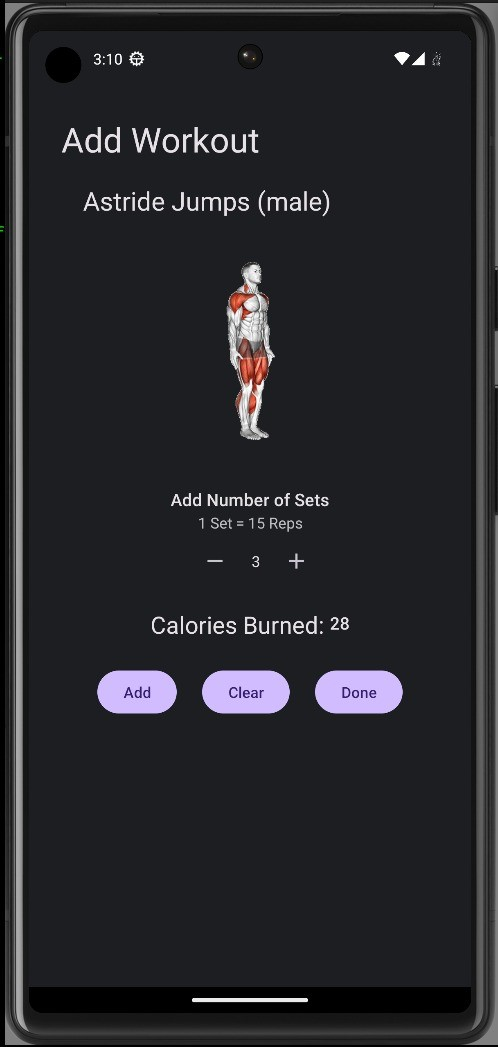 3:10
Add Workout
Astride Jumps (male)
Add Number of Sets
1 Set = 15 Reps
− 3 +
Calories Burned: 28
Add Clear Done